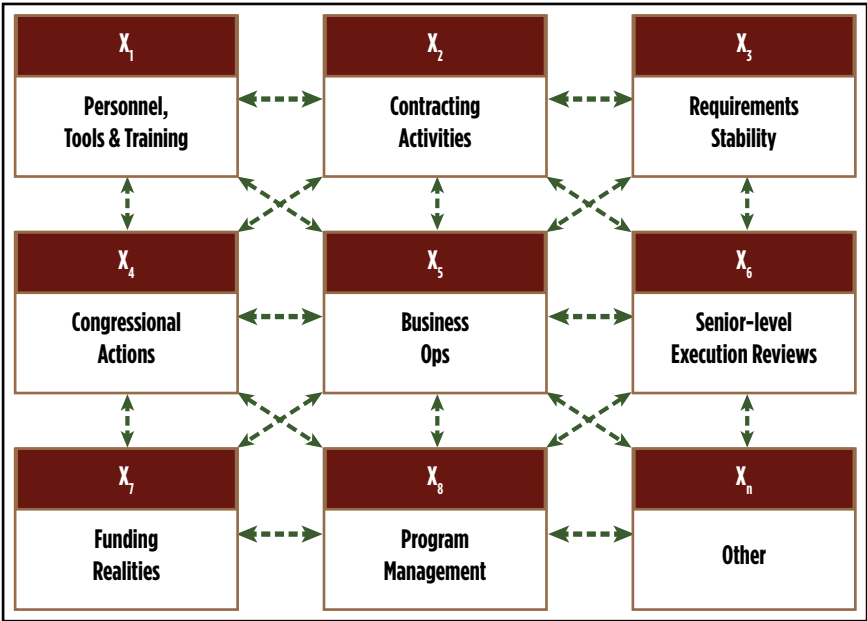 X₁
X₂
X₃
Personnel,
Tools & Training
Contracting
Activities
Requirements
Stability
X₄
X₅
X₆
Congressional
Actions
Business
Ops
Senior-level
Execution Reviews
X₇
X₈
Xₙ
Funding
Realities
Program
Management
Other